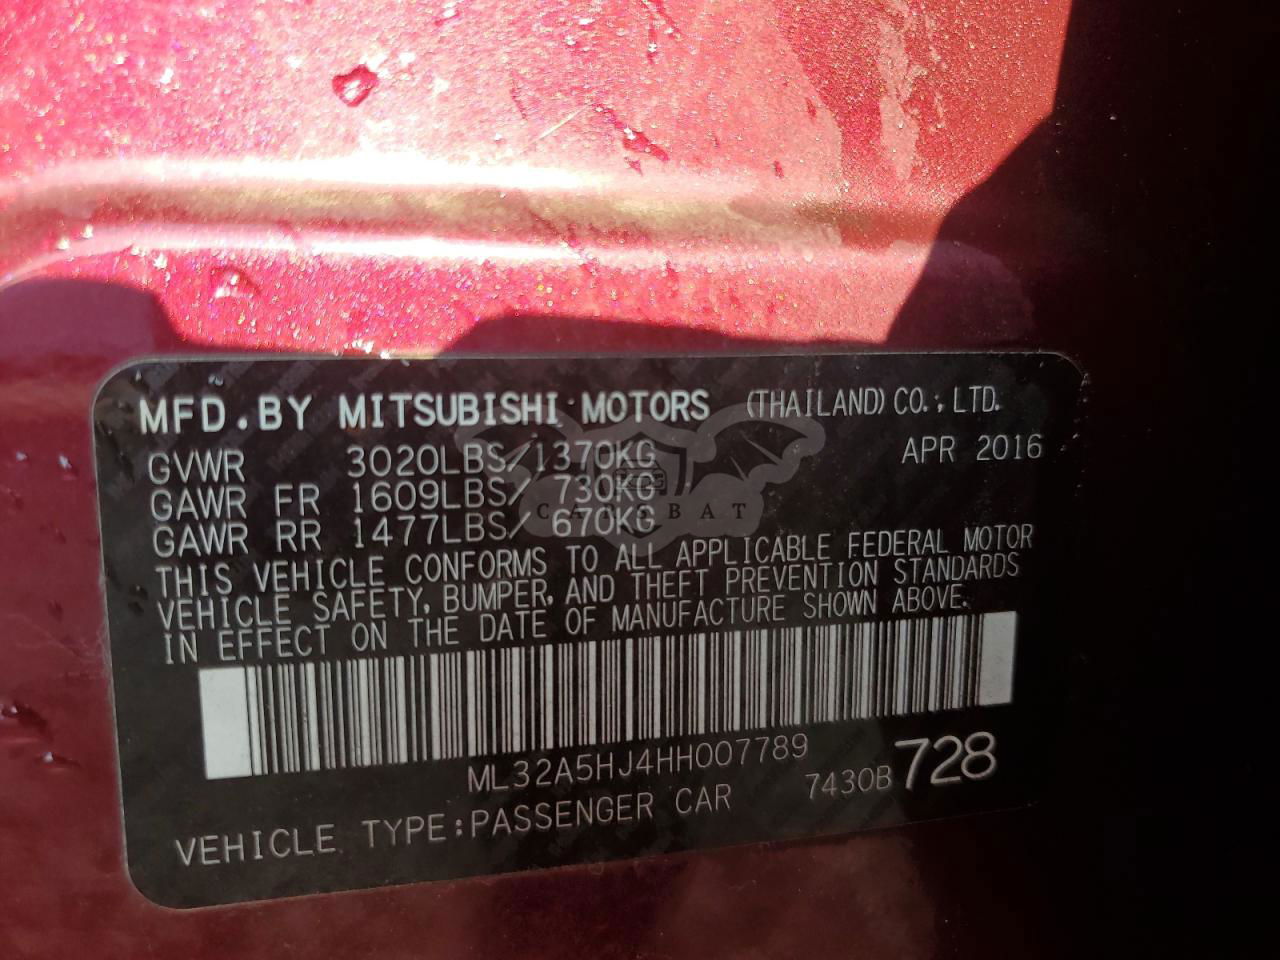 MFD.BY MITSUBISHI MOTORS (THAILAND) CO., LTD.
GVWR 3020LBS/1370KG APR 2016
GAWR FR 1609LBS/ 730KG
GAWR RR 1477LBS/ 670KG
CARSBAT
THIS VEHICLE CONFORMS TO ALL APPLICABLE FEDERAL MOTOR
VEHICLE SAFETY, BUMPER, AND THEFT PREVENTION STANDARDS
IN EFFECT ON THE DATE OF MANUFACTURE SHOWN ABOVE.
ML32A5HJ4HH007789
7430B 728
VEHICLE TYPE:PASSENGER CAR